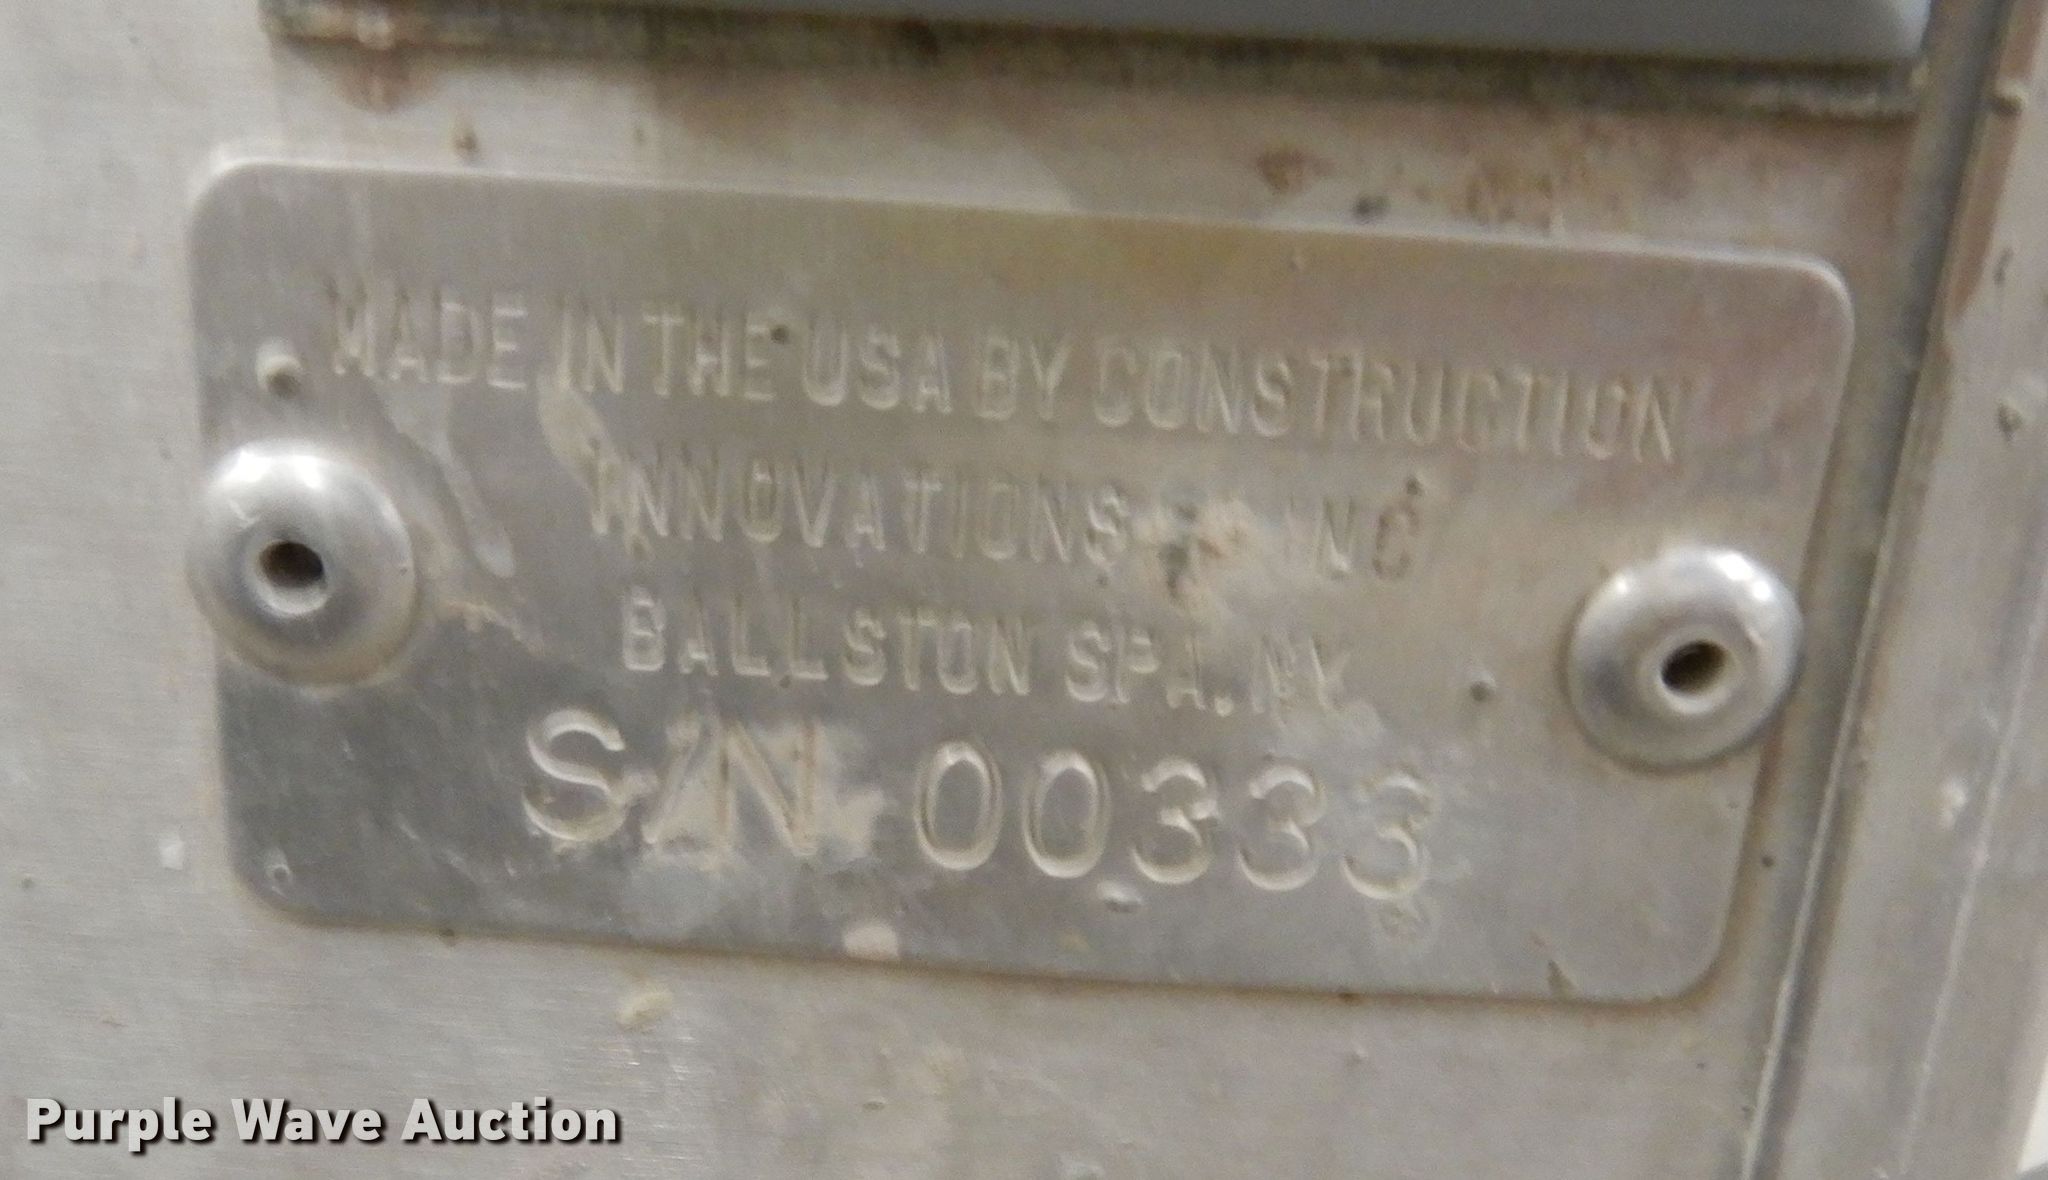 MADE IN THE USA BY CONSTRUCTION
INNOVATIONS INC
BALLSTON SPA, NY
S/N 00333
Purple Wave Auction